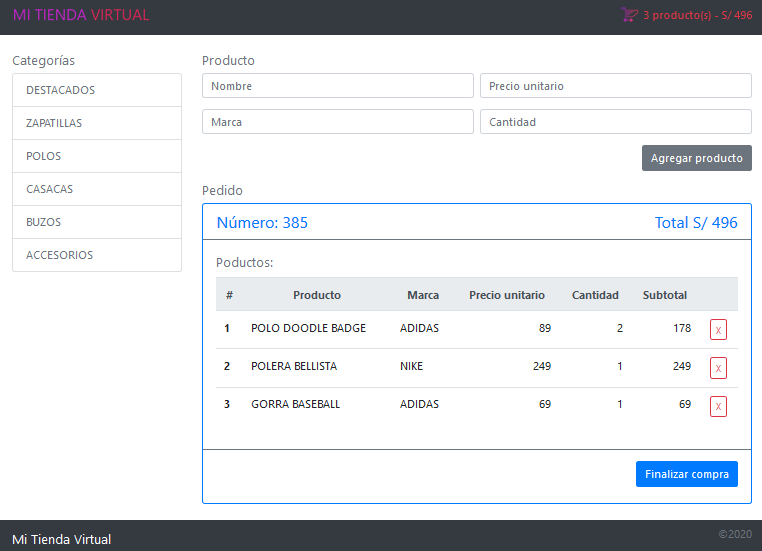 MI TIENDA VIRTUAL
3 producto(s) - S/ 496
Categorías
DESTACADOS
ZAPATILLAS
POLOS
CASACAS
BUZOS
ACCESORIOS
Producto
Nombre Precio unitario
Marca Cantidad
Agregar producto
Pedido
Número: 385 Total S/ 496
Poductos:
# Producto Marca Precio unitario Cantidad Subtotal
1 POLO DOODLE BADGE ADIDAS 89 2 178 X
2 POLERA BELLISTA NIKE 249 1 249 X
3 GORRA BASEBALL ADIDAS 69 1 69 X
Finalizar compra
Mi Tienda Virtual ©2020